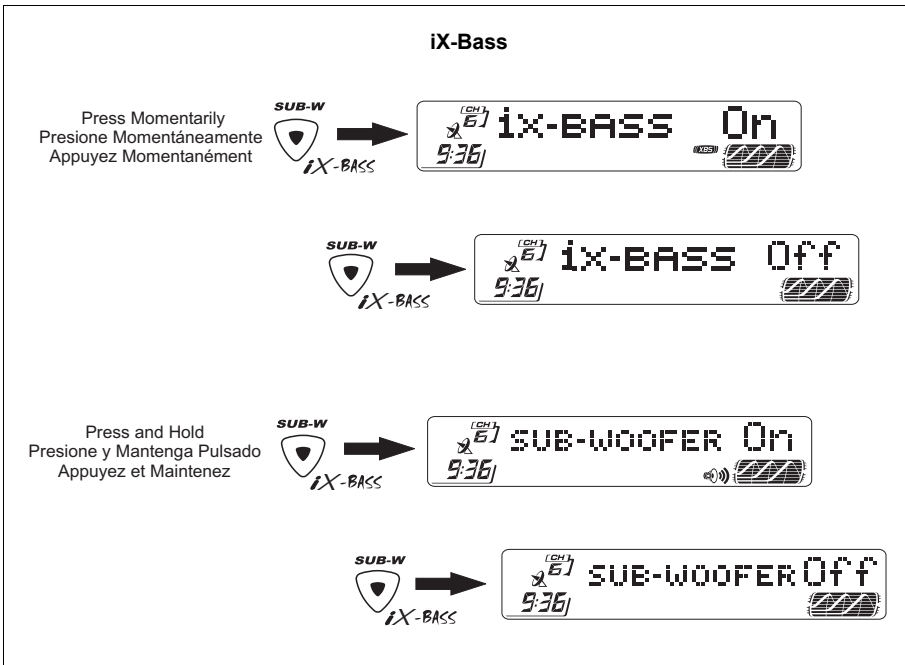 iX-Bass
Press Momentarily
Presione Momentáneamente
Appuyez Momentanément
SUB-W
iX-BASS
[CH]
6
ix-BASS On
9:36
XBS
SUB-W
iX-BASS
[CH]
6
ix-BASS Off
9:36
Press and Hold
Presione y Mantenga Pulsado
Appuyez et Maintenez
SUB-W
iX-BASS
[CH]
6
SUB-WOOFER On
9:36
SUB-W
iX-BASS
[CH]
6
SUB-WOOFER Off
9:36